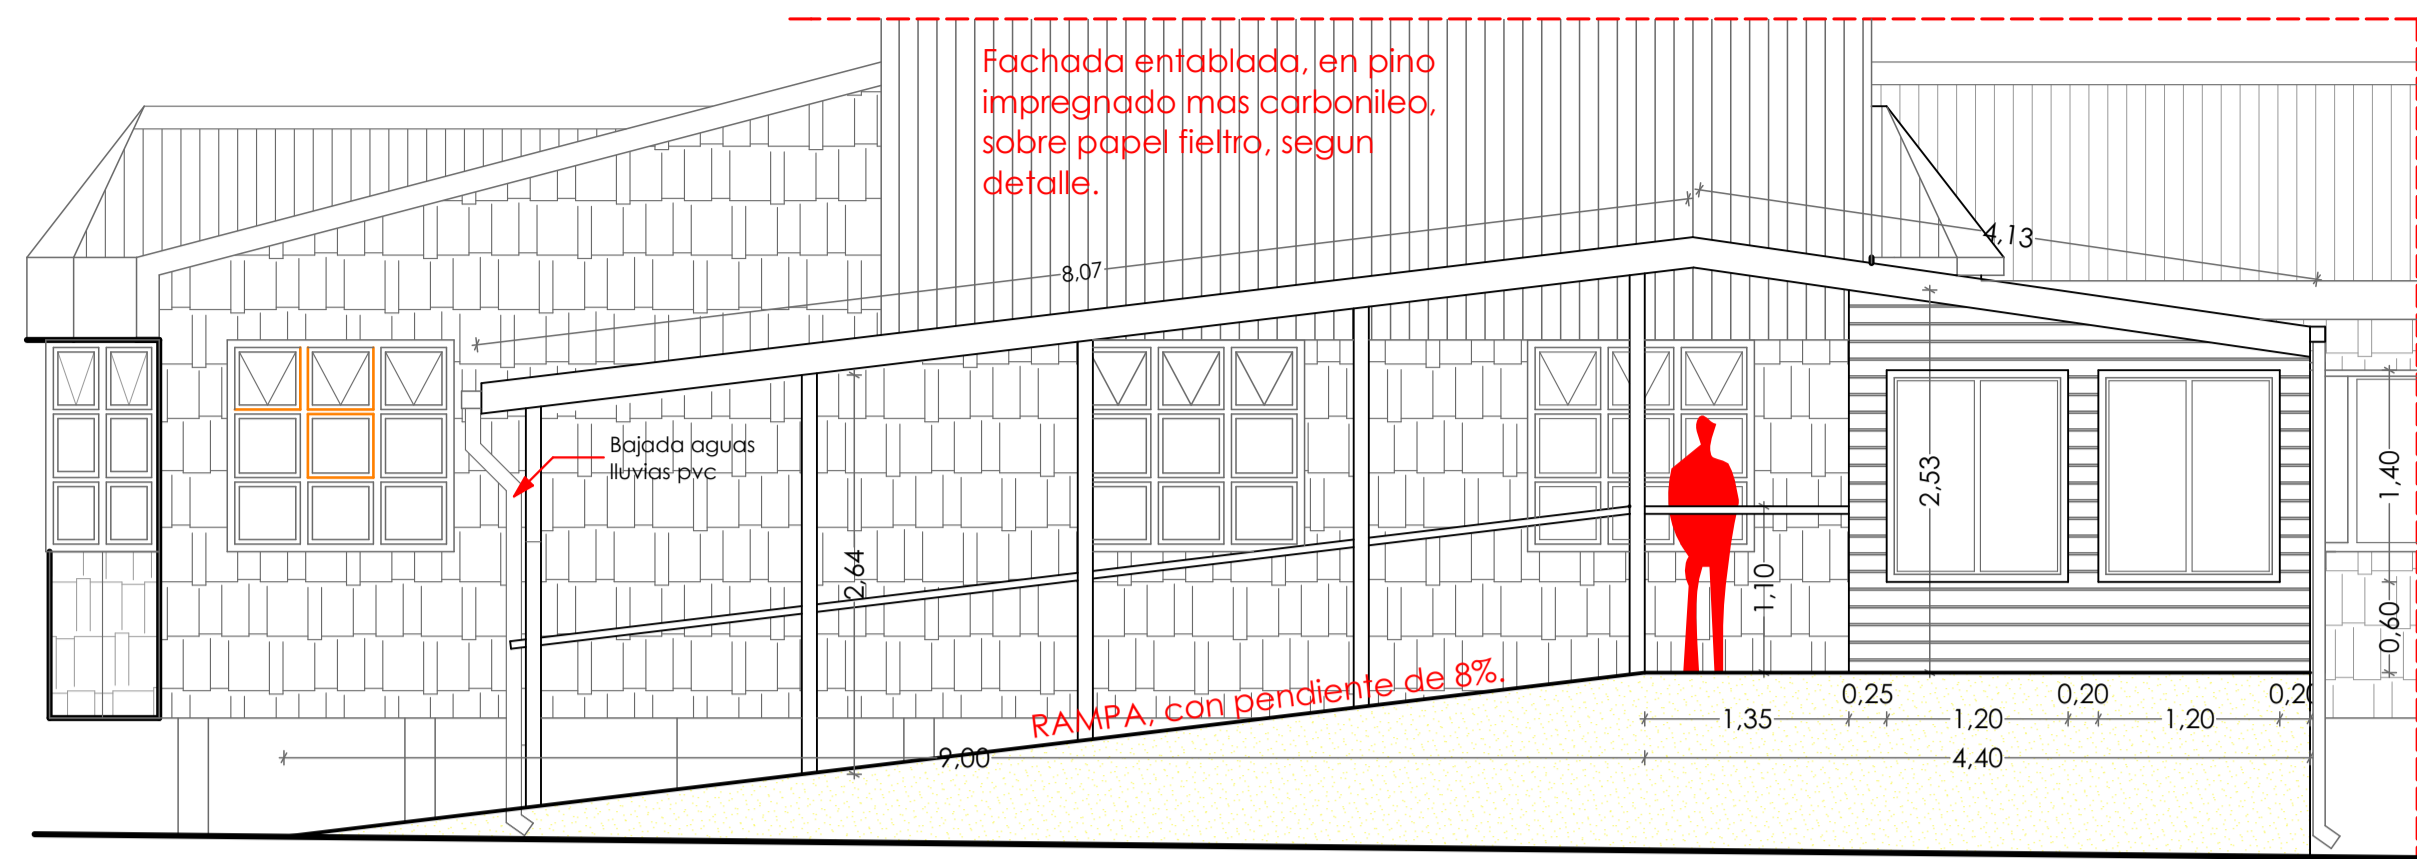 Fachada entablada, en pino
impregnado mas carbonileo,
sobre papel fieltro, segun
detalle.
4,13
8,07
Bajada aguas
lluvias pvc
2,53
1,40
2,64
1,10
0,60
RAMPA, con pendiente de 8%.
0,25
0,20
0,20
1,35
1,20
1,20
9,00
4,40